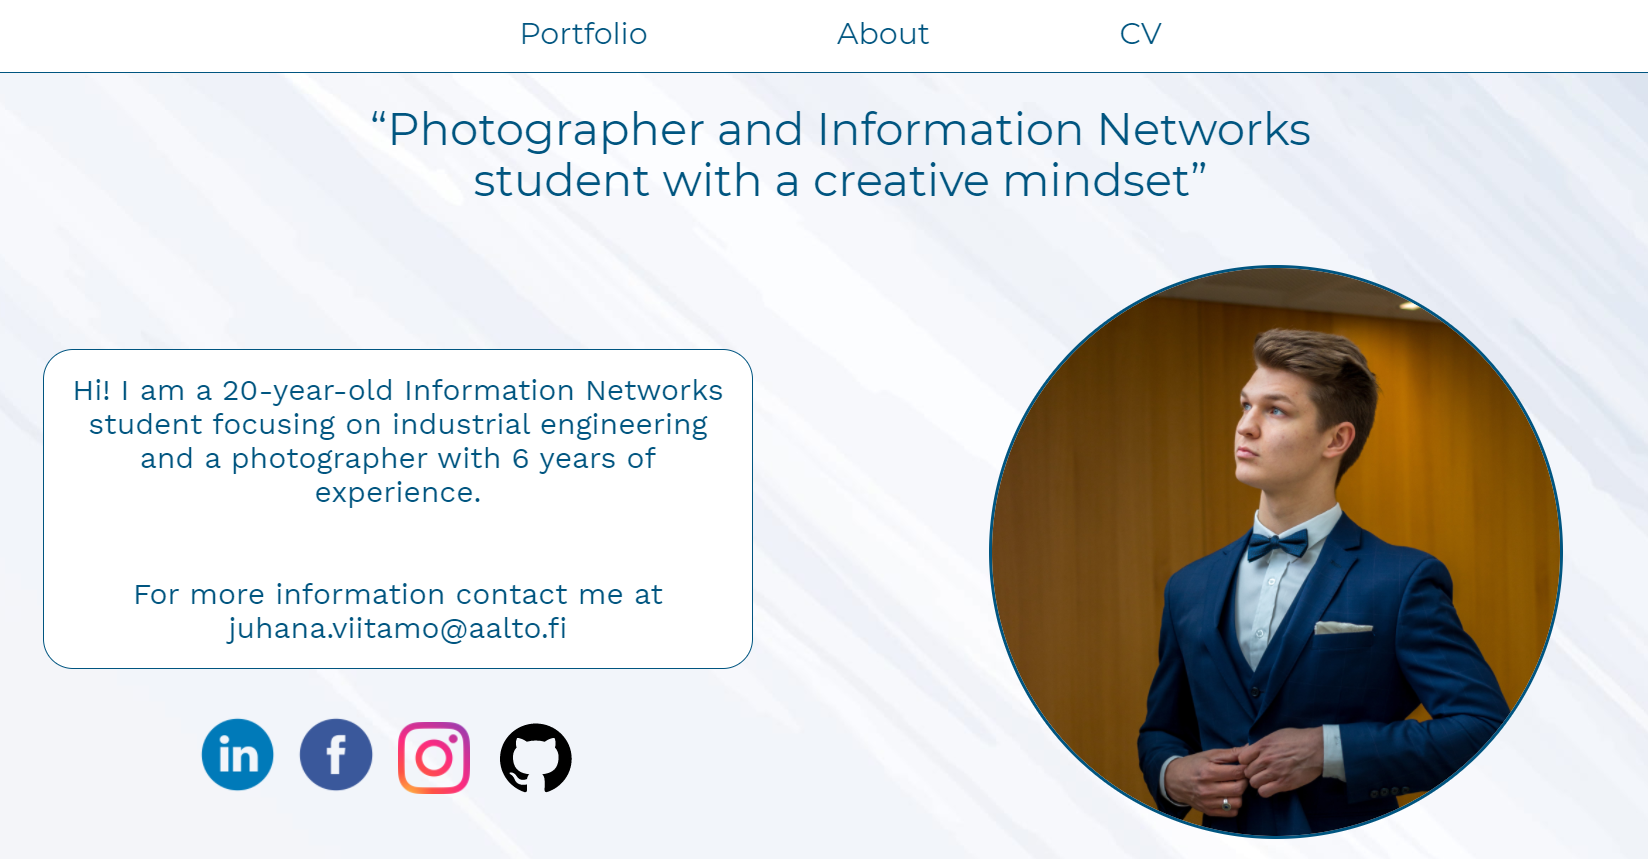 Portfolio About CV
“Photographer and Information Networks
student with a creative mindset”
Hi! I am a 20-year-old Information Networks
student focusing on industrial engineering
and a photographer with 6 years of
experience.
For more information contact me at
juhana.viitamo@aalto.fi
in f